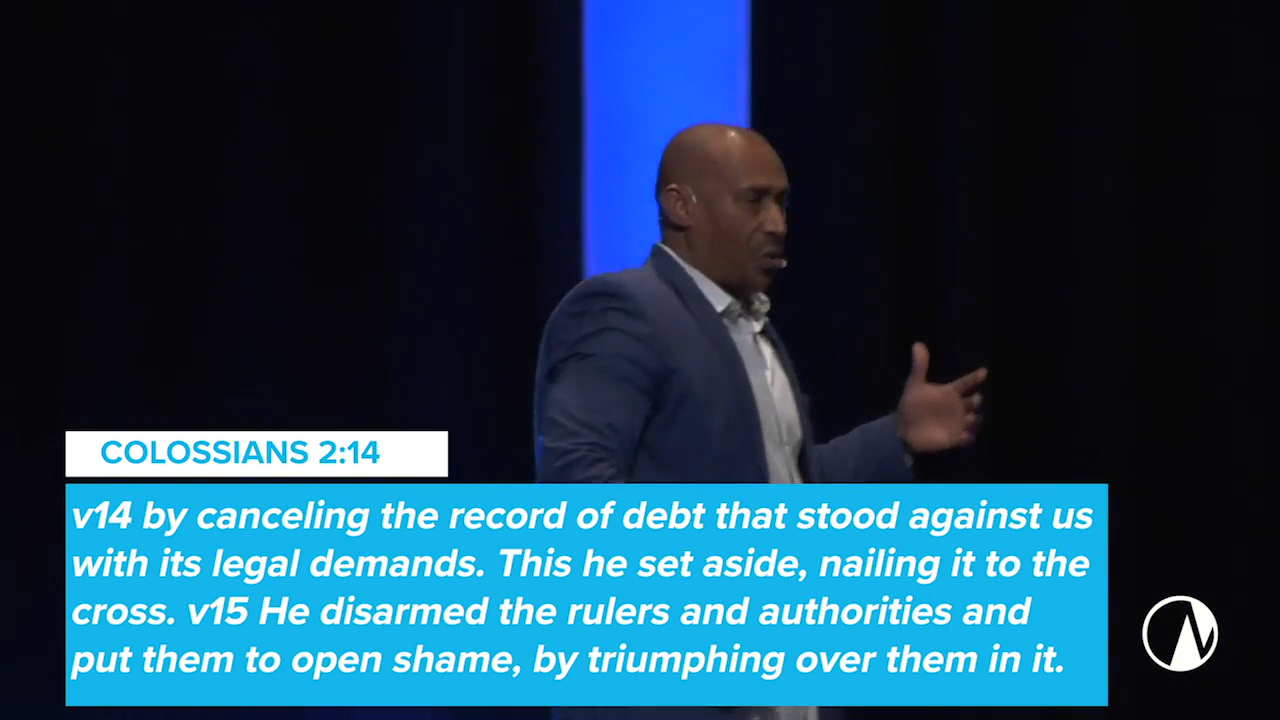 COLOSSIANS 2:14
v14 by canceling the record of debt that stood against us
with its legal demands. This he set aside, nailing it to the
cross. v15 He disarmed the rulers and authorities and
put them to open shame, by triumphing over them in it.